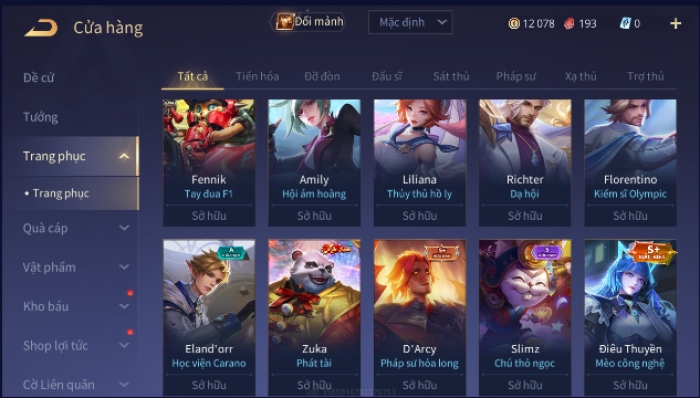 Cửa hàng
Đổi mảnh
Mặc định
12 078
193
0
+
Đề cử
Tướng
Trang phục
• Trang phục
Quà cáp
Vật phẩm
Kho báu
Shop lợi tức
Cờ Liên quân
Tất cả Tiến hóa Đỡ đòn Đấu sĩ Sát thủ Pháp sư Xạ thủ Trợ thủ
Fennik
Tay đua F1
Sở hữu
Amily
Hội ám hoàng
Sở hữu
Liliana
Thủy thủ hồ ly
Sở hữu
Richter
Dạ hội
Sở hữu
Florentino
Kiếm sĩ Olympic
Sở hữu
A
Eland'orr
Học viện Carano
Sở hữu
Zuka
Phát tài
Sở hữu
S+
D'Arcy
Pháp sư hỏa long
Sở hữu
S
Slimz
Chú thỏ ngọc
Sở hữu
S+
Điêu Thuyền
Mèo công nghệ
Sở hữu